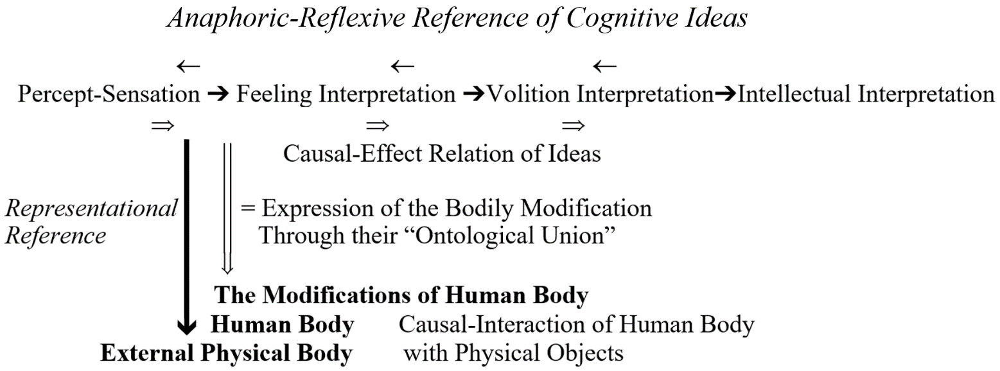 Anaphoric-Reflexive Reference of Cognitive Ideas
← ← ←
Percept-Sensation ➔ Feeling Interpretation ➔Volition Interpretation➔Intellectual Interpretation
⇒ ⇒ ⇒
Causal-Effect Relation of Ideas
Representational = Expression of the Bodily Modification
Reference Through their “Ontological Union”
The Modifications of Human Body
Human Body Causal-Interaction of Human Body
External Physical Body with Physical Objects